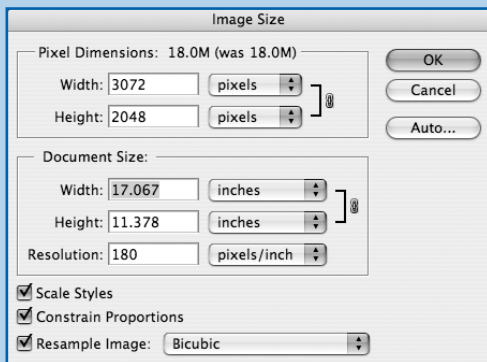 Image Size
Pixel Dimensions: 18.0M (was 18.0M)
Width: 3072 pixels
Height: 2048 pixels
Document Size:
Width: 17.067 inches
Height: 11.378 inches
Resolution: 180 pixels/inch
Scale Styles
Constrain Proportions
Resample Image: Bicubic
OK
Cancel
Auto...